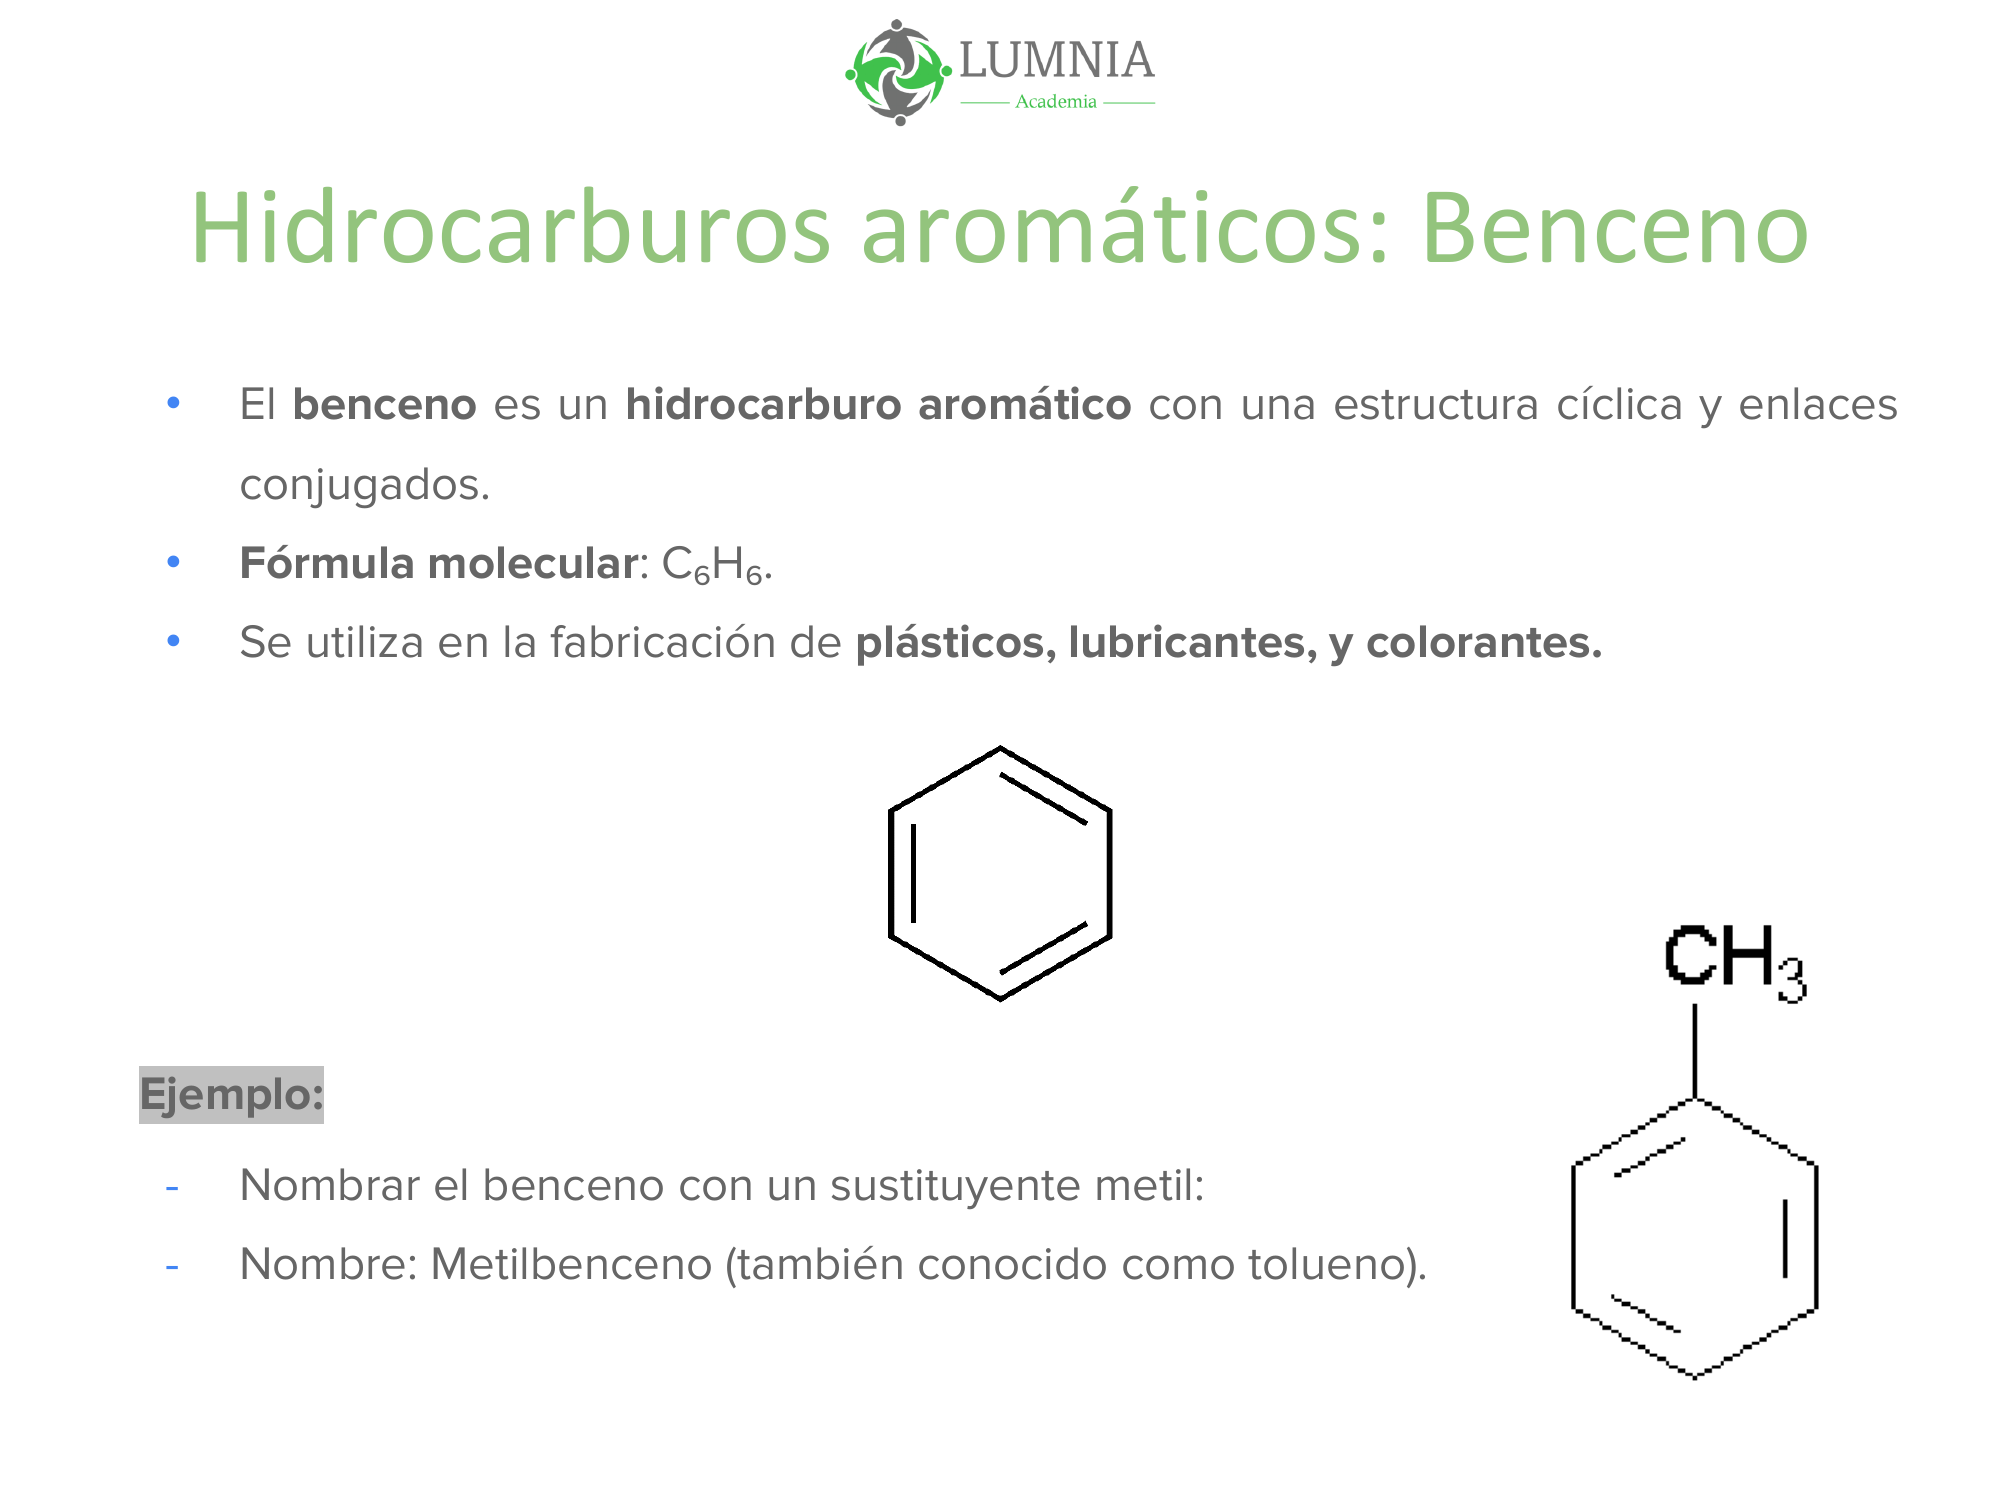 LUMNIA
Academia
Hidrocarburos aromáticos: Benceno
• El benceno es un hidrocarburo aromático con una estructura cíclica y enlaces
conjugados.
• Fórmula molecular: C₆H₆.
• Se utiliza en la fabricación de plásticos, lubricantes, y colorantes.
CH₃
Ejemplo:
- Nombrar el benceno con un sustituyente metil:
- Nombre: Metilbenceno (también conocido como tolueno).